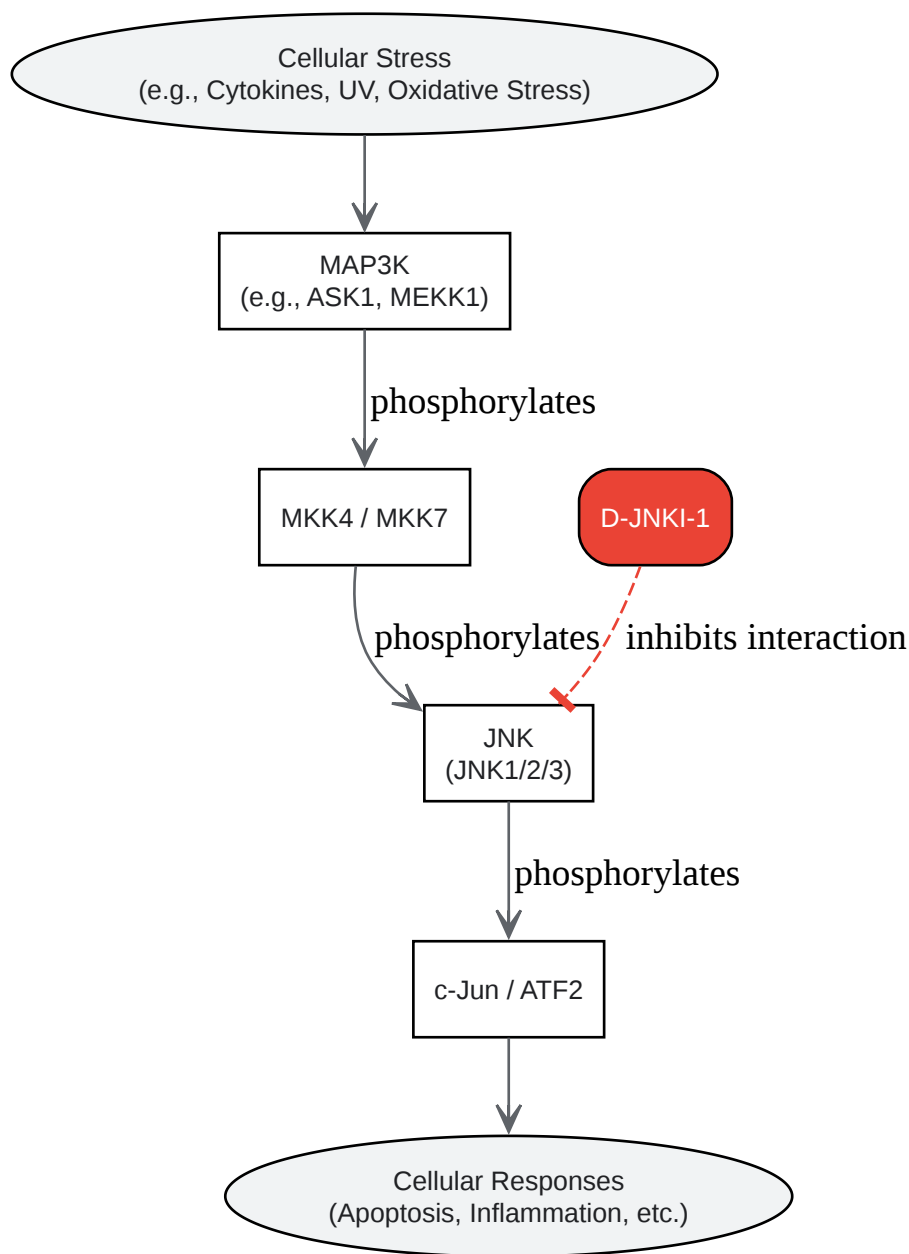 Cellular Stress
(e.g., Cytokines, UV, Oxidative Stress)
MAP3K
(e.g., ASK1, MEKK1)
phosphorylates
MKK4 / MKK7
D-JNKI-1
phosphorylates
inhibits interaction
JNK
(JNK1/2/3)
phosphorylates
c-Jun / ATF2
Cellular Responses
(Apoptosis, Inflammation, etc.)